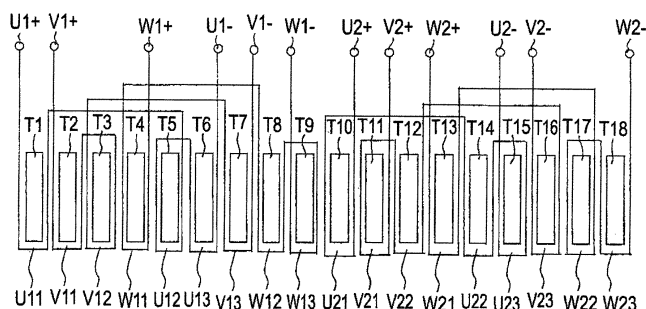 U1+ V1+ W1+ U1- V1- W1- U2+ V2+ W2+ U2- V2- W2-
T1 T2 T3 T4 T5 T6 T7 T8 T9 T10 T11 T12 T13 T14 T15 T16 T17 T18
U11 V11 V12 W11 U12 U13 V13 W12 W13 U21 V21 V22 W21 U22 U23 V23 W22 W23